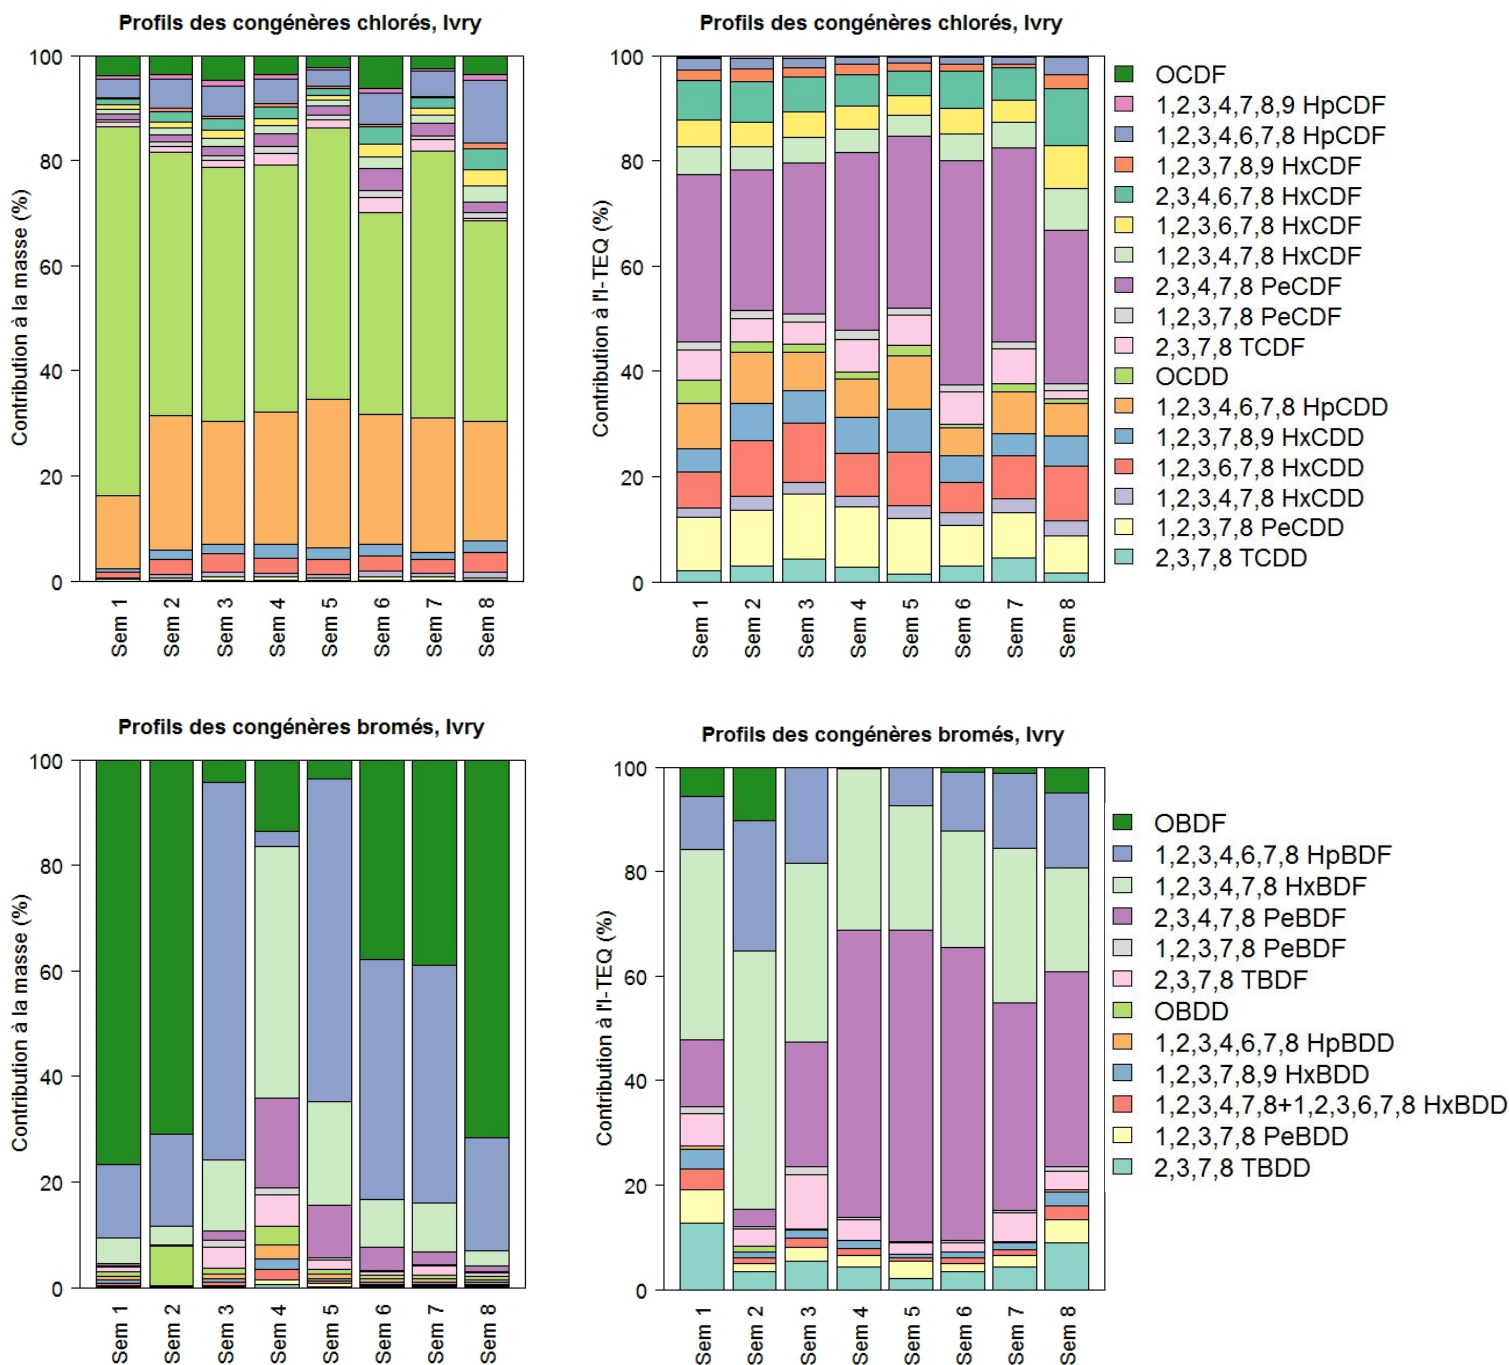 Profils des congénères chlorés, Ivry
Contribution à la masse (%)
100
80
60
40
20
0
Sem 1
Sem 2
Sem 3
Sem 4
Sem 5
Sem 6
Sem 7
Sem 8
Profils des congénères chlorés, Ivry
Contribution à l'I-TEQ (%)
100
80
60
40
20
0
Sem 1
Sem 2
Sem 3
Sem 4
Sem 5
Sem 6
Sem 7
Sem 8
OCDF
1,2,3,4,7,8,9 HpCDF
1,2,3,4,6,7,8 HpCDF
1,2,3,7,8,9 HxCDF
2,3,4,6,7,8 HxCDF
1,2,3,6,7,8 HxCDF
1,2,3,4,7,8 HxCDF
2,3,4,7,8 PeCDF
1,2,3,7,8 PeCDF
2,3,7,8 TCDF
OCDD
1,2,3,4,6,7,8 HpCDD
1,2,3,7,8,9 HxCDD
1,2,3,6,7,8 HxCDD
1,2,3,4,7,8 HxCDD
1,2,3,7,8 PeCDD
2,3,7,8 TCDD
Profils des congénères bromés, Ivry
Contribution à la masse (%)
100
80
60
40
20
0
Sem 1
Sem 2
Sem 3
Sem 4
Sem 5
Sem 6
Sem 7
Sem 8
Profils des congénères bromés, Ivry
Contribution à l'I-TEQ (%)
100
80
60
40
20
0
Sem 1
Sem 2
Sem 3
Sem 4
Sem 5
Sem 6
Sem 7
Sem 8
OBDF
1,2,3,4,6,7,8 HpBDF
1,2,3,4,7,8 HxBDF
2,3,4,7,8 PeBDF
1,2,3,7,8 PeBDF
2,3,7,8 TBDF
OBDD
1,2,3,4,6,7,8 HpBDD
1,2,3,7,8,9 HxBDD
1,2,3,4,7,8+1,2,3,6,7,8 HxBDD
1,2,3,7,8 PeBDD
2,3,7,8 TBDD